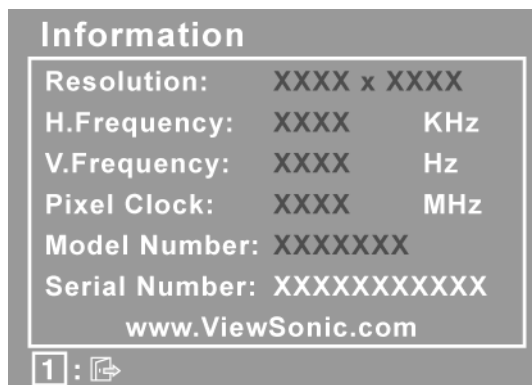 Information
Resolution: XXXX x XXXX
H.Frequency: XXXX KHz
V.Frequency: XXXX Hz
Pixel Clock: XXXX MHz
Model Number: XXXXXXX
Serial Number: XXXXXXXXXXX
www.ViewSonic.com
1 :